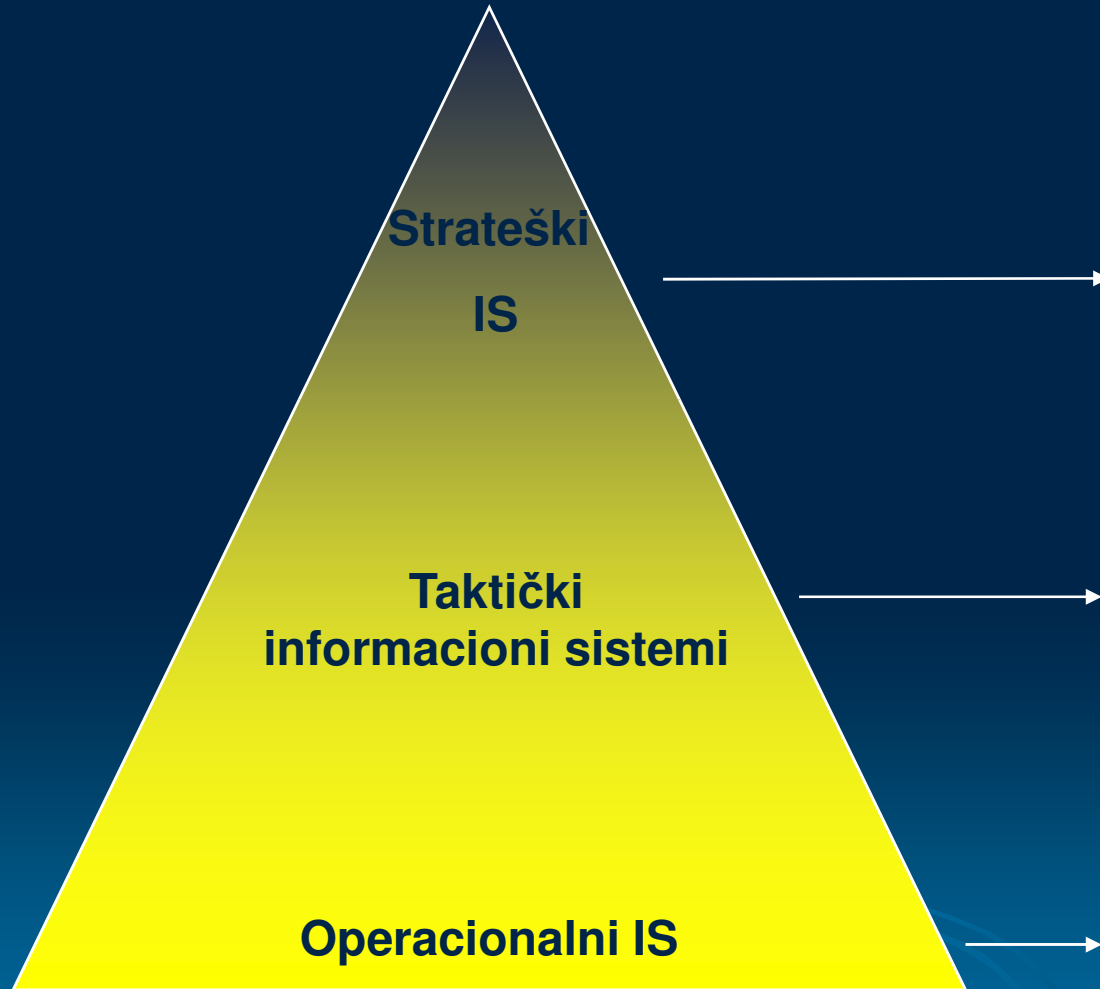 Strateški
IS
Taktički
informacioni sistemi
Operacionalni IS